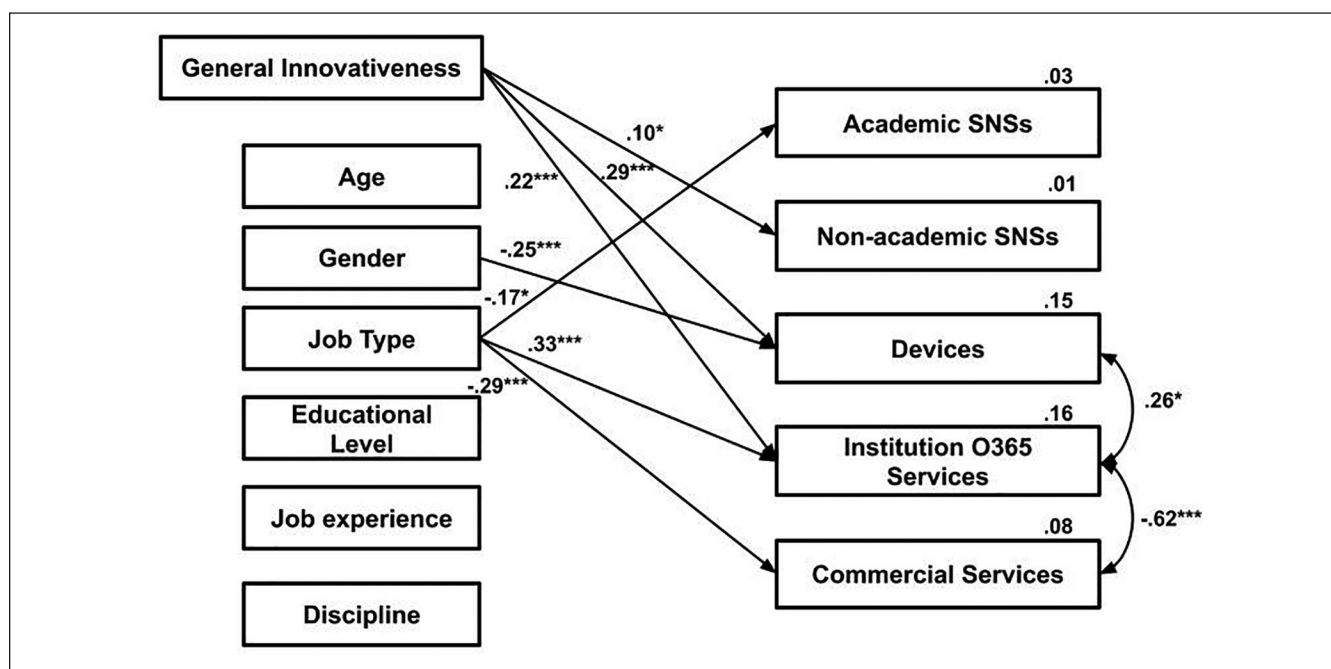 General Innovativeness
Age
Gender
Job Type
Educational
Level
Job experience
Discipline
.10*
.22***
.29***
-.25***
-.17*
.33***
-.29***
.03
Academic SNSs
.01
Non-academic SNSs
.15
Devices
.16
Institution O365
Services
.08
Commercial Services
.26*
-.62***